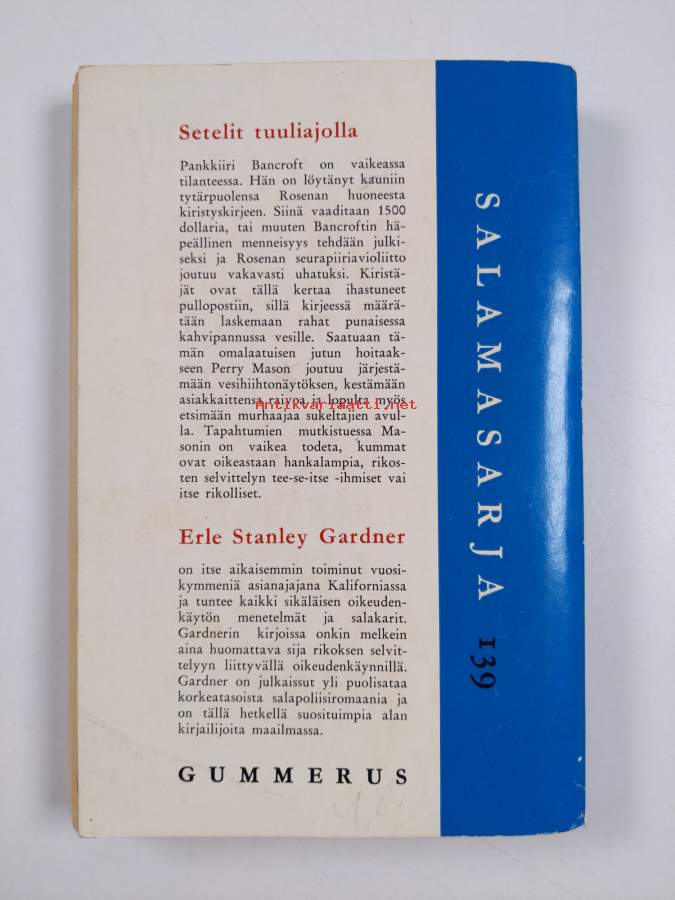 Setelit tuuliajolla
Pankkiiri Bancroft on vaikeassa
tilanteessa. Hän on löytänyt kauniin
tytärpuolensa Rosenan huoneesta
kiristyskirjeen. Siinä vaaditaan 1500
dollaria, tai muuten Bancroftin hä-
peällinen menneisyys tehdään julki-
seksi ja Rosenan seurapiiriavioliitto
joutuu vakavasti uhatuksi. Kiristä-
jät ovat tällä kertaa ihastuneet
pullopostiin, sillä kirjeessä määrä-
tään laskemaan rahat punaisessa
kahvipannussa vesille. Saatuaan tä-
män omalaatuisen jutun hoitaak-
seen Perry Mason joutuu järjestä-
mään vesihiihtonäytöksen, kestämään
asiakkaittensa raivoa ja lopulta myös
Antikvariaatti.net
etsimään murhaajaa sukeltajien avul-
la. Tapahtumien mutkistuessa Ma-
sonin on vaikea todeta, kummat
ovat oikeastaan hankalampia, rikos-
ten selvittelyn tee-se-itse -ihmiset vai
itse rikolliset.
Erle Stanley Gardner
on itse aikaisemmin toiminut vuosi-
kymmeniä asianajajana Kaliforniassa
ja tuntee kaikki sikäläisen oikeuden-
käytön menetelmät ja salakarit.
Gardnerin kirjoissa onkin melkein
aina huomattava sija rikoksen selvit-
telyyn liittyvällä oikeudenkäynnillä.
Gardner on julkaissut yli puolisataa
korkeatasoista salapoliisiromaania ja
on tällä hetkellä suosituimpia alan
kirjailijoita maailmassa.
GUMMERUS
SALAMASARJA 139